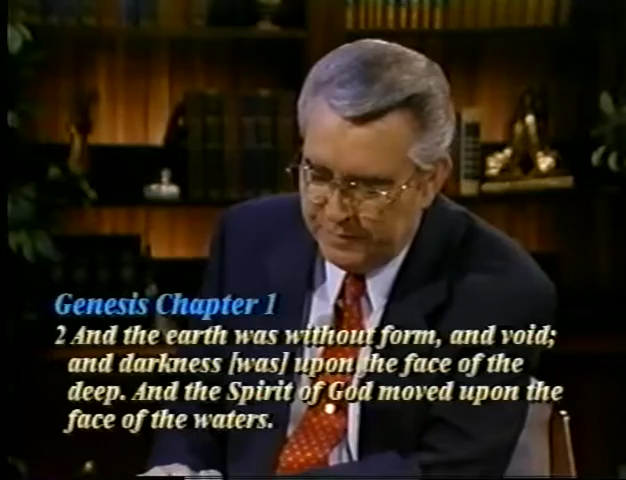 Genesis Chapter 1
2 And the earth was without form, and void;
and darkness [was] upon the face of the
deep. And the Spirit of God moved upon the
face of the waters.